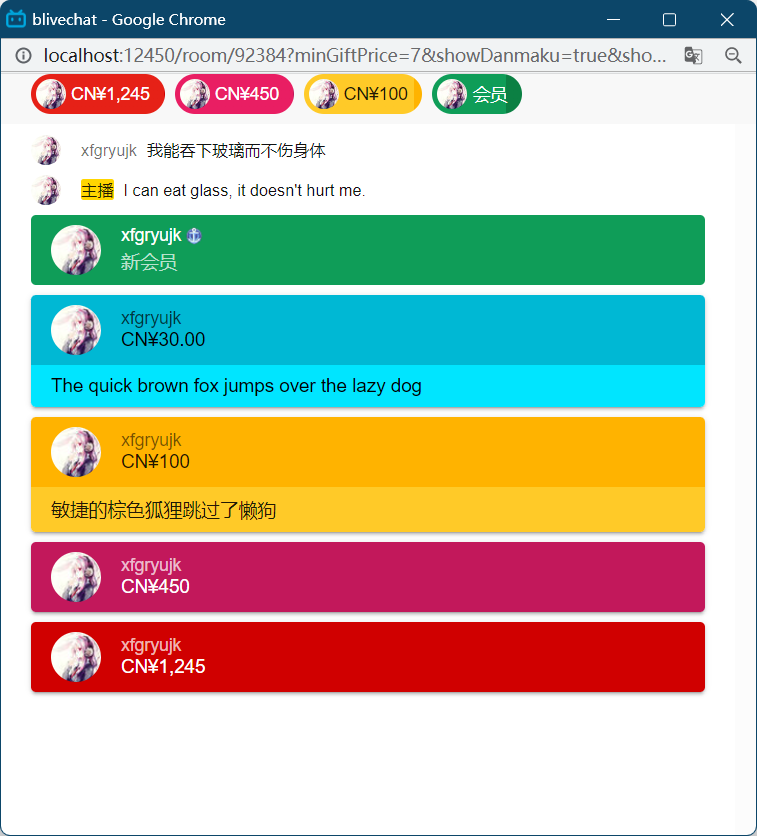 blivechat - Google Chrome
localhost:12450/room/92384?minGiftPrice=7&showDanmaku=true&sho...
CN¥1,245 CN¥450 CN¥100 会员
xfgryujk 我能吞下玻璃而不伤身体
主播 I can eat glass, it doesn't hurt me.
xfgryujk
新会员
xfgryujk
CN¥30.00
The quick brown fox jumps over the lazy dog
xfgryujk
CN¥100
敏捷的棕色狐狸跳过了懒狗
xfgryujk
CN¥450
xfgryujk
CN¥1,245